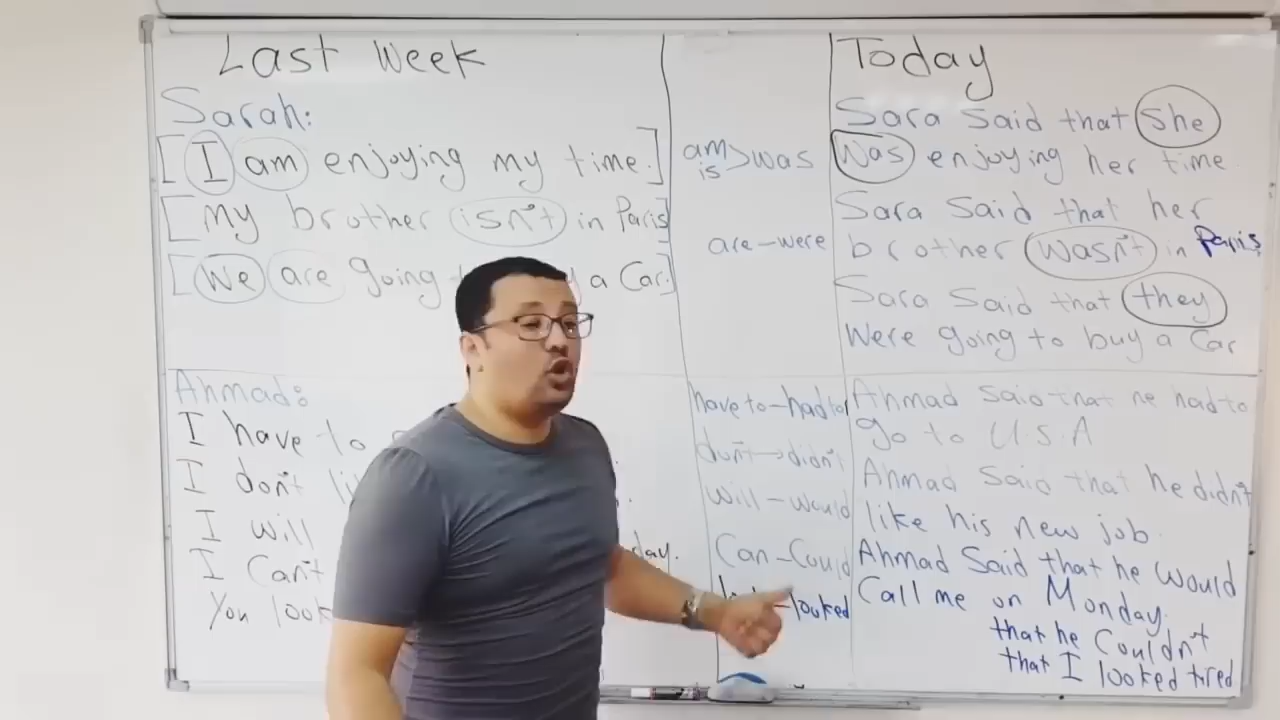 Last Week
Sarah:
[I am enjoying my time.]
[My brother isn't in Paris]
[We are going a Car.]
Ahmad:
I have to
I don't
I will
I Can't day.
You look
am
is >was
are-were
have to-had to
don't→didn't
will-would
Can-Could
looked
Today
Sara Said that she
was enjoying her time
Sara Said that her
brother wasn't in Paris
Sara Said that they
were going to buy a Car
Ahmad Said that he had to
go to U.S.A
Ahmad Said that he didn't
like his new job.
Ahmad Said that he would
Call me on Monday.
that he Couldn't
that I looked tired